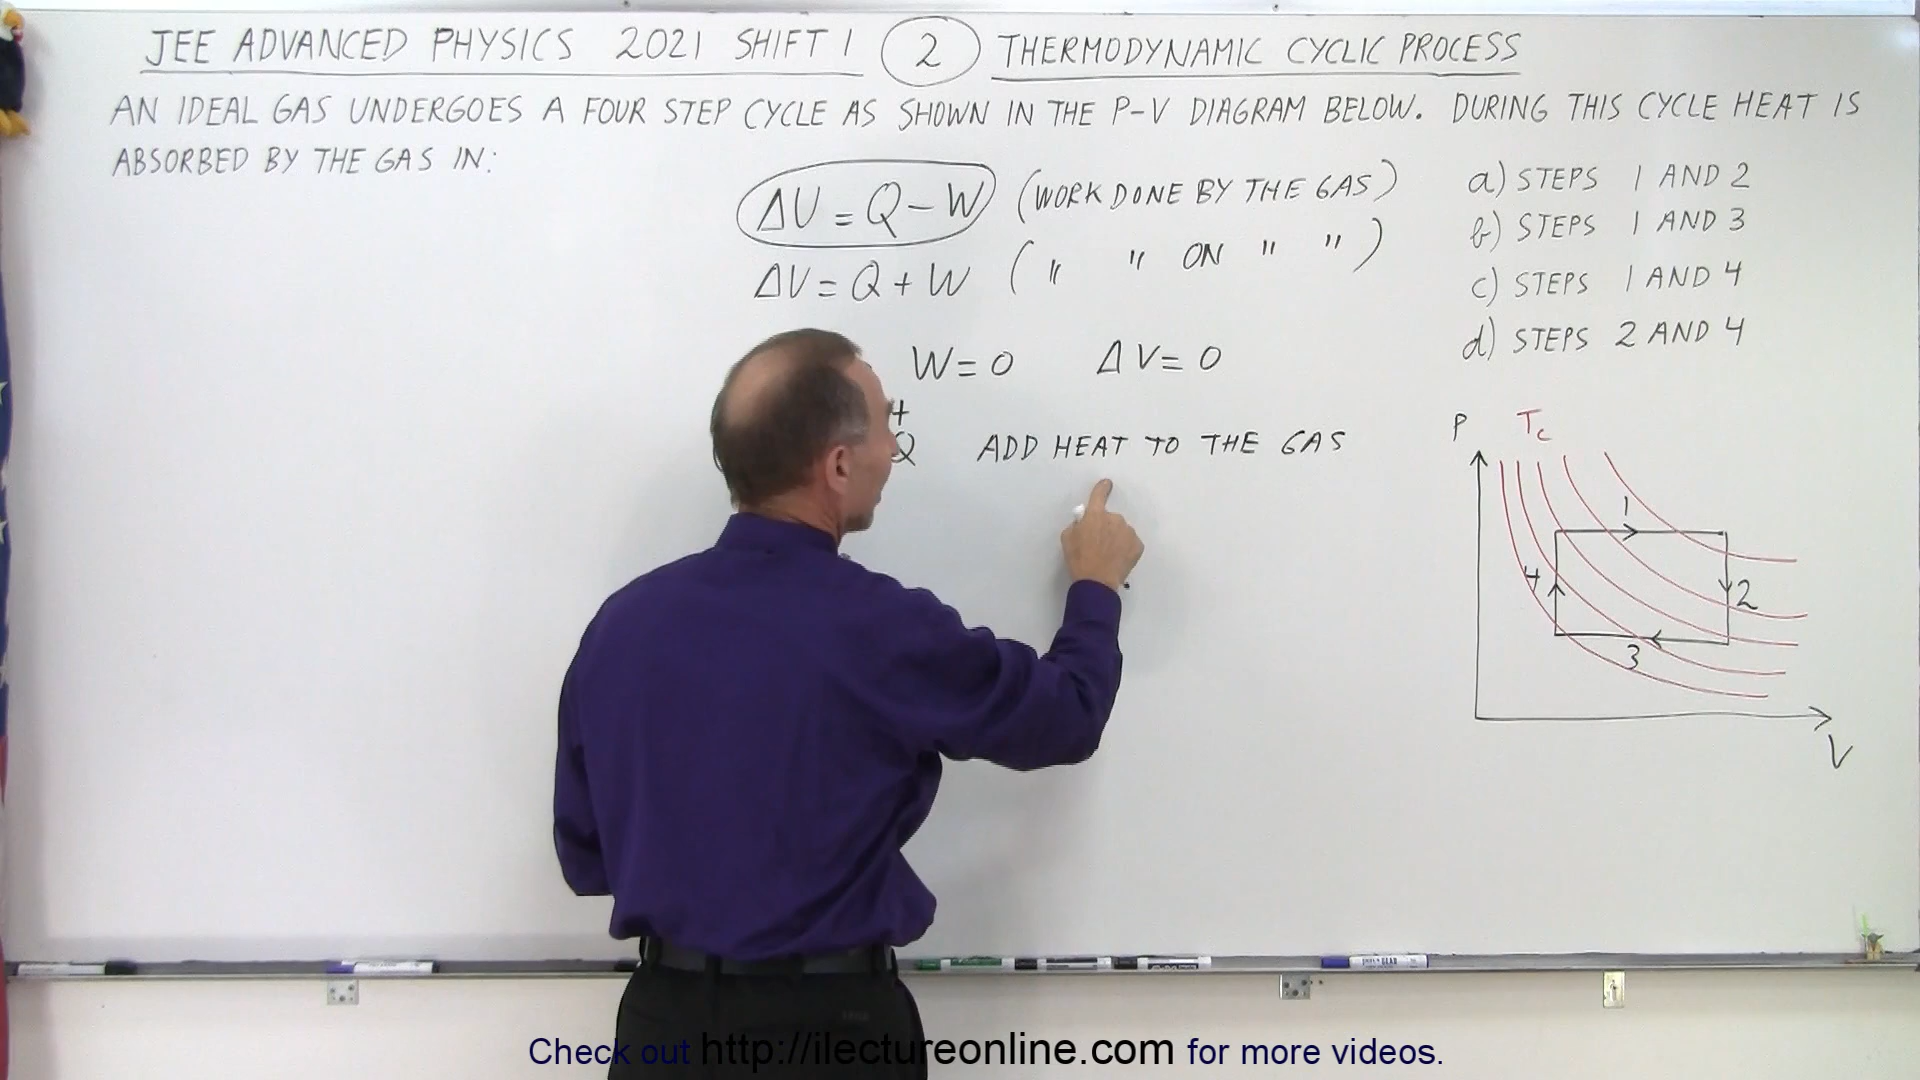 JEE ADVANCED PHYSICS 2021 SHIFT 1 2 THERMODYNAMIC CYCLIC PROCESS
AN IDEAL GAS UNDERGOES A FOUR STEP CYCLE AS SHOWN IN THE P-V DIAGRAM BELOW. DURING THIS CYCLE HEAT IS
ABSORBED BY THE GAS IN:
ΔU = Q - W (WORK DONE BY THE GAS)
ΔU = Q + W ( " " ON " " )
W = 0 ΔV = 0
+
Q ADD HEAT TO THE GAS
a) STEPS 1 AND 2
b) STEPS 1 AND 3
c) STEPS 1 AND 4
d) STEPS 2 AND 4
P Tc
1
4 2
3
V
Check out http://ilectureonline.com for more videos.